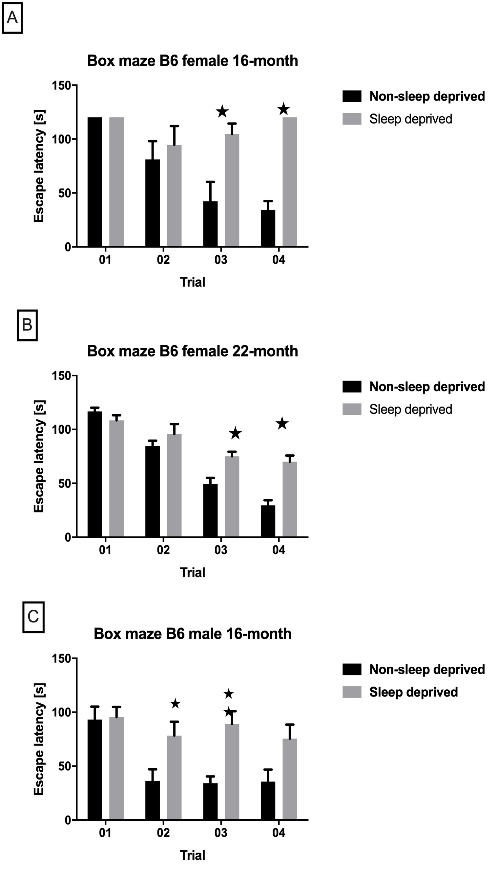 A
Box maze B6 female 16-month
Escape latency [s]
150
100
50
0
01 02 03 04
Trial
Non-sleep deprived
Sleep deprived
B
Box maze B6 female 22-month
Escape latency [s]
150
100
50
0
01 02 03 04
Trial
Non-sleep deprived
Sleep deprived
C
Box maze B6 male 16-month
Escape latency [s]
150
100
50
0
01 02 03 04
Trial
Non-sleep deprived
Sleep deprived